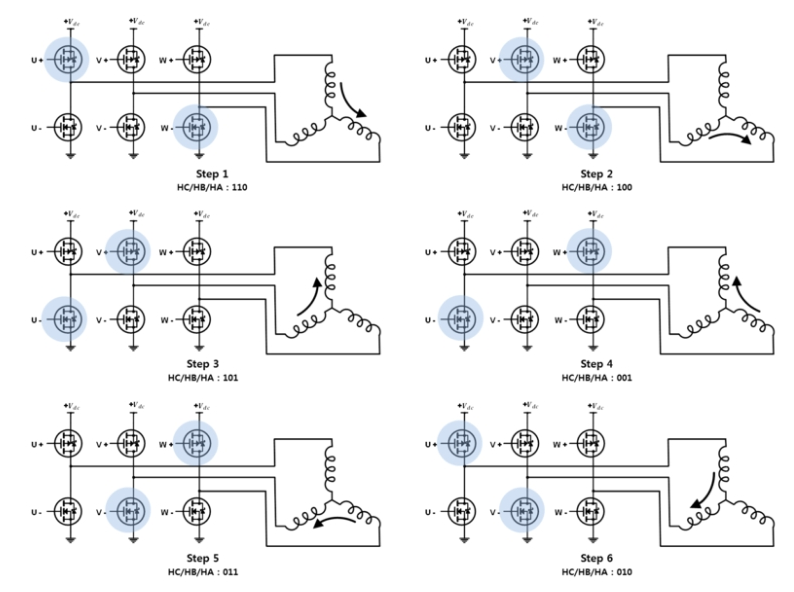 +Vdc +Vdc +Vdc
U + V + W +
U - V - W -
Step 1
HC/HB/HA : 110
+Vdc +Vdc +Vdc
U + V + W +
U - V - W -
Step 2
HC/HB/HA : 100
+Vdc +Vdc +Vdc
U + V + W +
U - V - W -
Step 3
HC/HB/HA : 101
+Vdc +Vdc +Vdc
U + V + W +
U - V - W -
Step 4
HC/HB/HA : 001
+Vdc +Vdc +Vdc
U + V + W +
U - V - W -
Step 5
HC/HB/HA : 011
+Vdc +Vdc +Vdc
U + V + W +
U - V - W -
Step 6
HC/HB/HA : 010